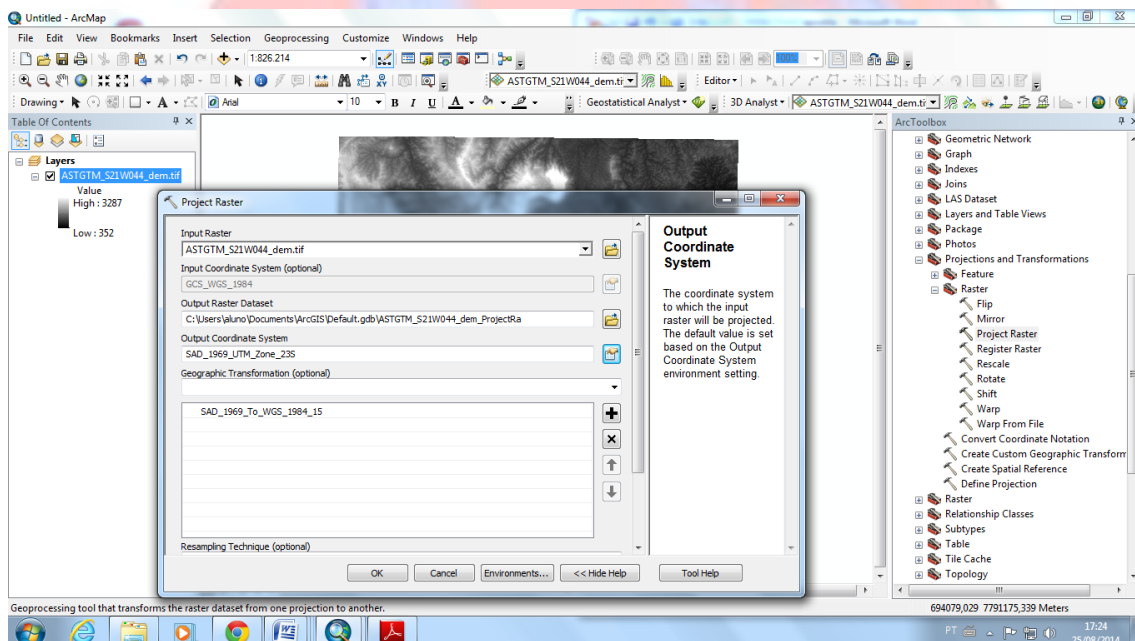 Untitled - ArcMap
File Edit View Bookmarks Insert Selection Geoprocessing Customize Windows Help
1:826.214
100%
ASTGTM_S21W044_dem.ti
Editor
Drawing
A
Arial
10
B I U A
Geostatistical Analyst
3D Analyst
ASTGTM_S21W044_dem.ti
Table Of Contents
Layers
ASTGTM_S21W044_dem.tif
Value
High : 3287
Low : 352
Project Raster
Input Raster
ASTGTM_S21W044_dem.tif
Input Coordinate System (optional)
GCS_WGS_1984
Output Raster Dataset
C:\Users\aluno\Documents\ArcGIS\Default.gdb\ASTGTM_S21W044_dem_ProjectRa
Output Coordinate System
SAD_1969_UTM_Zone_23S
Geographic Transformation (optional)
SAD_1969_To_WGS_1984_15
Resampling Technique (optional)
OK
Cancel
Environments...
<< Hide Help
Tool Help
Output
Coordinate
System
The coordinate system
to which the input
raster will be projected.
The default value is set
based on the Output
Coordinate System
environment setting.
ArcToolbox
Geometric Network
Graph
Indexes
Joins
LAS Dataset
Layers and Table Views
Package
Photos
Projections and Transformations
Feature
Raster
Flip
Mirror
Project Raster
Register Raster
Rescale
Rotate
Shift
Warp
Warp From File
Convert Coordinate Notation
Create Custom Geographic Transform
Create Spatial Reference
Define Projection
Raster
Relationship Classes
Subtypes
Table
Tile Cache
Topology
Geoprocessing tool that transforms the raster dataset from one projection to another.
694079,029 7791175,339 Meters
PT
17:24
25/08/2014